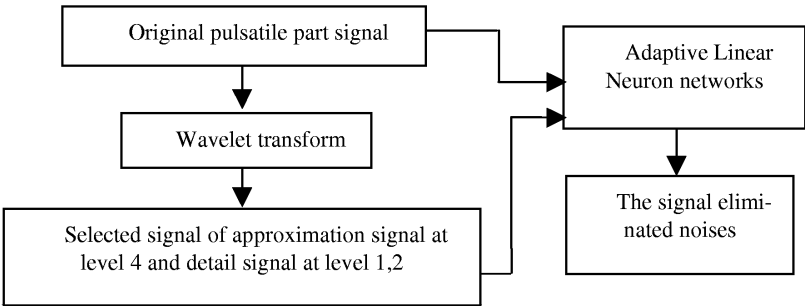 Original pulsatile part signal
Wavelet transform
Selected signal of approximation signal at
level 4 and detail signal at level 1,2
Adaptive Linear
Neuron networks
The signal elimi-
nated noises